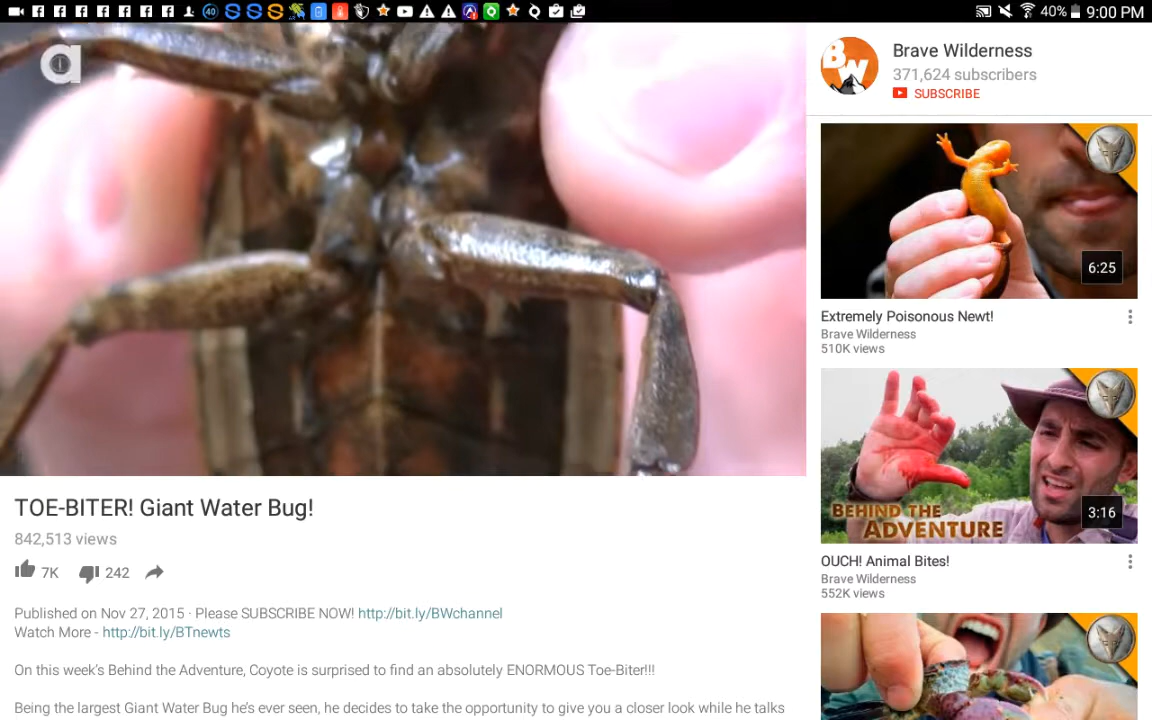 40
40% 9:00 PM
a
BW
Brave Wilderness
371,624 subscribers
SUBSCRIBE
6:25
Extremely Poisonous Newt!
Brave Wilderness
510K views
BEHIND THE
ADVENTURE
3:16
OUCH! Animal Bites!
Brave Wilderness
552K views
TOE-BITER! Giant Water Bug!
842,513 views
7K 242
Published on Nov 27, 2015 · Please SUBSCRIBE NOW! http://bit.ly/BWchannel
Watch More - http://bit.ly/BTnewts
On this week's Behind the Adventure, Coyote is surprised to find an absolutely ENORMOUS Toe-Biter!!!
Being the largest Giant Water Bug he's ever seen, he decides to take the opportunity to give you a closer look while he talks